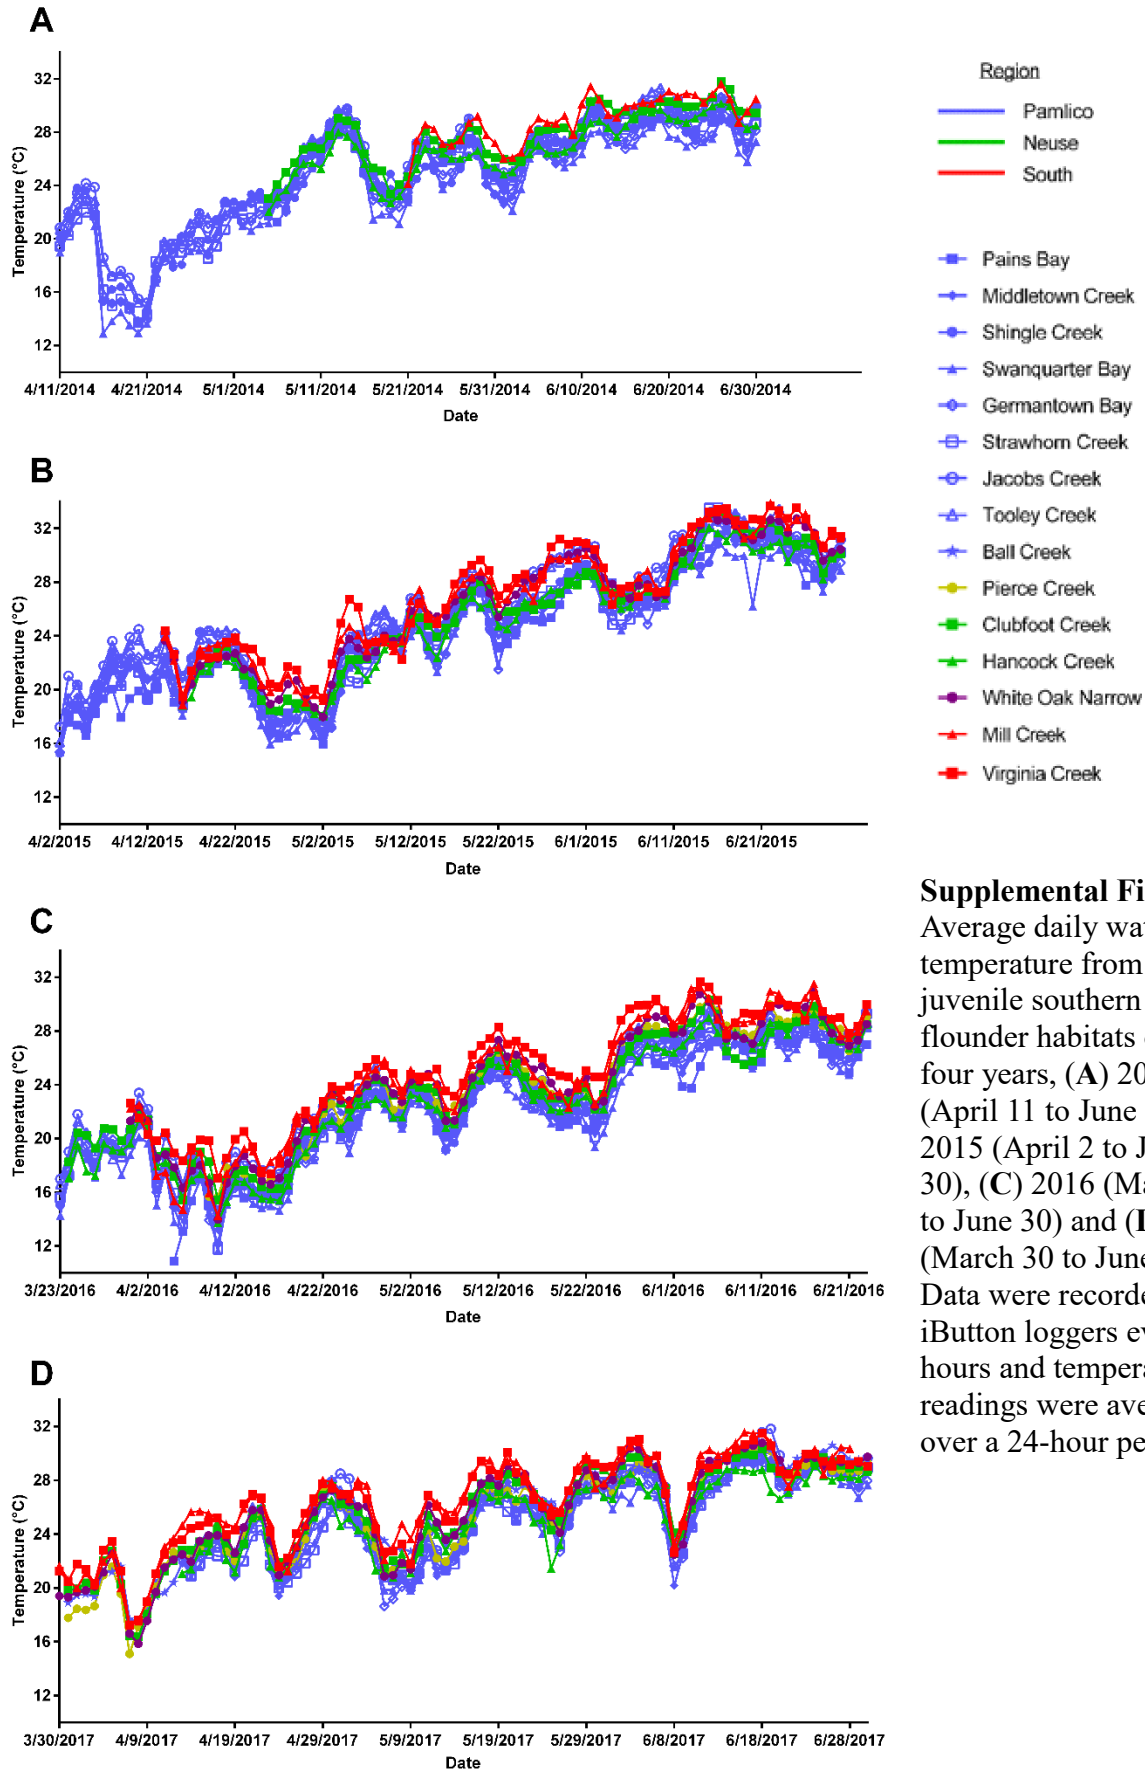 A
32
28
24
20
16
12
Temperature (°C)
4/11/2014 4/21/2014 5/1/2014 5/11/2014 5/21/2014 5/31/2014 6/10/2014 6/20/2014 6/30/2014
Date
B
32
28
24
20
16
12
Temperature (°C)
4/2/2015 4/12/2015 4/22/2015 5/2/2015 5/12/2015 5/22/2015 6/1/2015 6/11/2015 6/21/2015
Date
C
32
28
24
20
16
12
Temperature (°C)
3/23/2016 4/2/2016 4/12/2016 4/22/2016 5/2/2016 5/12/2016 5/22/2016 6/1/2016 6/11/2016 6/21/2016
Date
D
32
28
24
20
16
12
Temperature (°C)
3/30/2017 4/9/2017 4/19/2017 4/29/2017 5/9/2017 5/19/2017 5/29/2017 6/8/2017 6/18/2017 6/28/2017
Date
Region
Pamlico
Neuse
South
Pains Bay
Middletown Creek
Shingle Creek
Swanquarter Bay
Germantown Bay
Strawhorn Creek
Jacobs Creek
Tooley Creek
Ball Creek
Pierce Creek
Clubfoot Creek
Hancock Creek
White Oak Narrow
Mill Creek
Virginia Creek
Supplemental Fi
Average daily wa
temperature from
juvenile southern
flounder habitats
four years, (A) 20
(April 11 to June
2015 (April 2 to J
30), (C) 2016 (Ma
to June 30) and (
(March 30 to June
Data were recorde
iButton loggers ev
hours and tempera
readings were ave
over a 24-hour pe